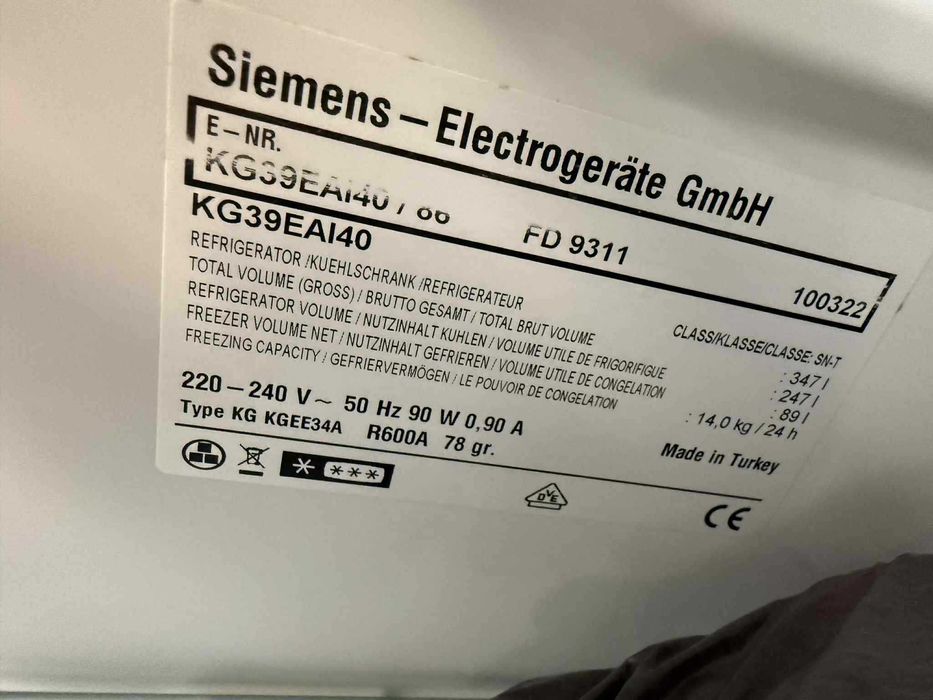 Siemens – Electrogeräte GmbH
E–NR.
KG39EAI40 / 86 FD 9311 100322
KG39EAI40
REFRIGERATOR /KUEHLSCHRANK /REFRIGERATEUR CLASS/KLASSE/CLASSE: SN-T
TOTAL VOLUME (GROSS) / BRUTTO GESAMT / TOTAL BRUT VOLUME : 347 l
REFRIGERATOR VOLUME / NUTZINHALT KUHLEN / VOLUME UTILE DE FRIGORIFIGUE : 247 l
FREEZER VOLUME NET / NUTZINHALT GEFRIEREN / VOLUME UTILE DE CONGELATION : 89 l
FREEZING CAPACITY / GEFRIERVERMÖGEN / LE POUVOIR DE CONGELATION : 14,0 kg / 24 h
220 – 240 V ~ 50 Hz 90 W 0,90 A
Type KG KGEE34A R600A 78 gr. Made in Turkey
DVE CE